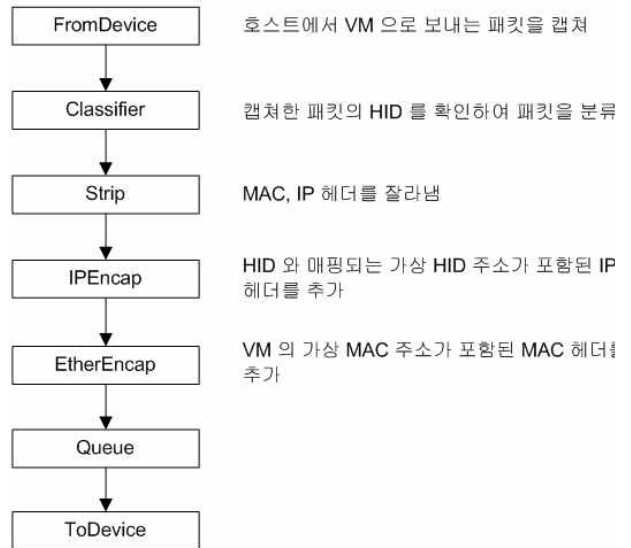 FromDevice
호스트에서 VM 으로 보내는 패킷을 캡쳐
Classifier
캡쳐한 패킷의 HID 를 확인하여 패킷을 분류
Strip
MAC, IP 헤더를 잘라냄
IPEncap
HID 와 매핑되는 가상 HID 주소가 포함된 IP
헤더를 추가
EtherEncap
VM 의 가상 MAC 주소가 포함된 MAC 헤더를
추가
Queue
ToDevice